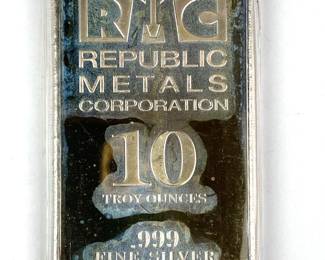 RMC
REPUBLIC
METALS
CORPORATION
10
TROY OUNCES
.999
FINE SILVER